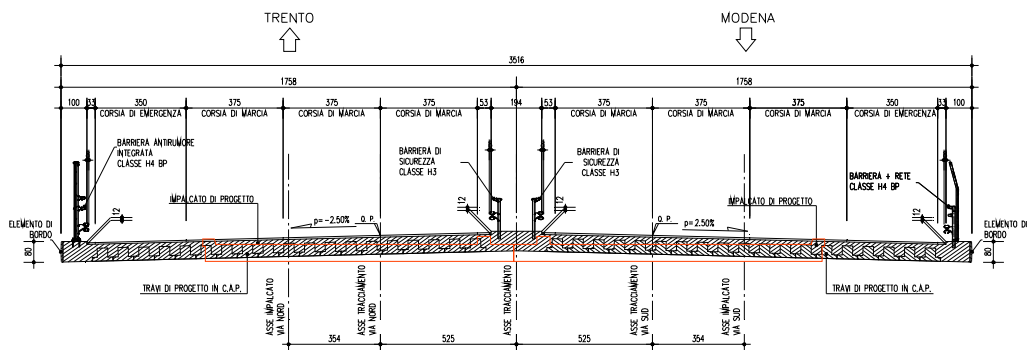 TRENTO
MODENA
3516
1758
1758
100
33
350
375
375
375
53
194
53
375
375
375
350
33
100
CORSIA DI EMERGENZA
CORSIA DI MARCIA
CORSIA DI MARCIA
CORSIA DI MARCIA
CORSIA DI MARCIA
CORSIA DI MARCIA
CORSIA DI MARCIA
CORSIA DI EMERGENZA
BARRIERA ANTIRUMORE
INTEGRATA
CLASSE H4 BP
BARRIERA DI
SICUREZZA
CLASSE H3
BARRIERA DI
SICUREZZA
CLASSE H3
BARRIERA + RETE
CLASSE H4 BP
IMPALCATO DI PROGETTO
IMPALCATO DI PROGETTO
12
12
12
12
p=-2.50%
Q. P.
Q. P.
p= 2.50%
ELEMENTO DI
BORDO
ELEMENTO DI
BORDO
80
80
TRAVI DI PROGETTO IN C.A.P.
TRAVI DI PROGETTO IN C.A.P.
ASSE IMPALCATO
VIA NORD
ASSE TRACCIAMENTO
VIA NORD
ASSE TRACCIAMENTO
ASSE TRACCIAMENTO
VIA SUD
ASSE IMPALCATO
VIA SUD
354
525
525
354